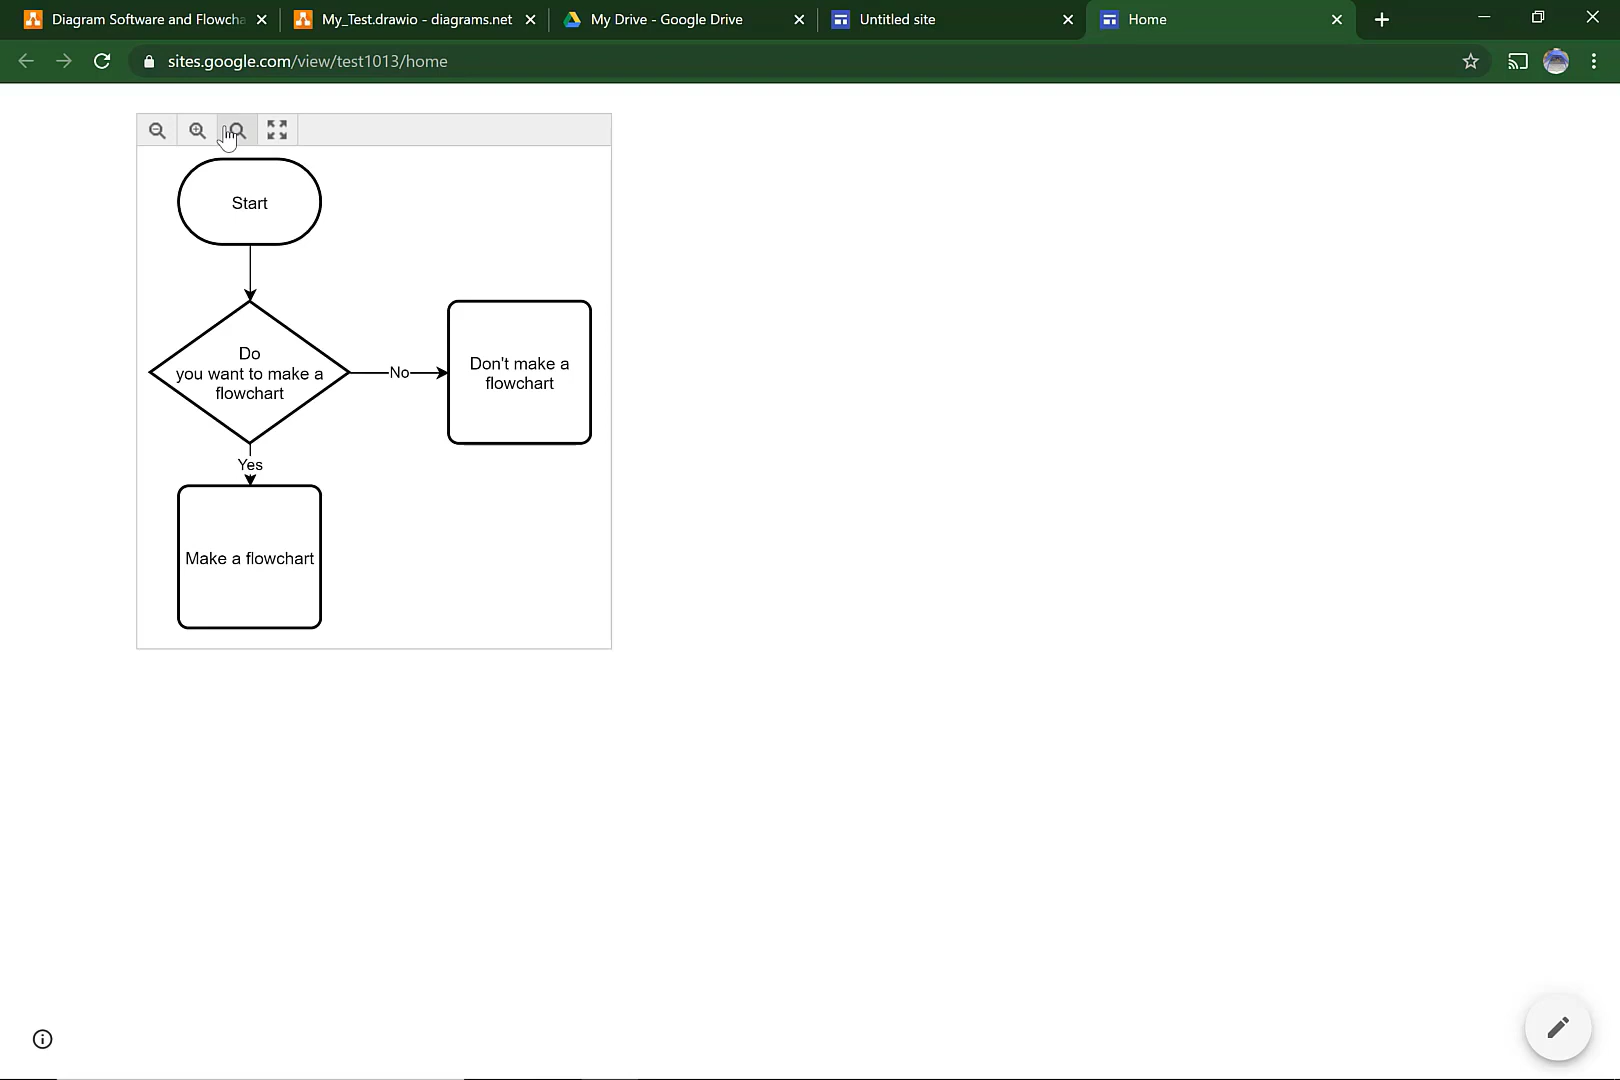 Diagram Software and Flowcha
My_Test.drawio - diagrams.net
My Drive - Google Drive
Untitled site
Home
sites.google.com/view/test1013/home
Start
Do
you want to make a
flowchart
No
Don't make a
flowchart
Yes
Make a flowchart